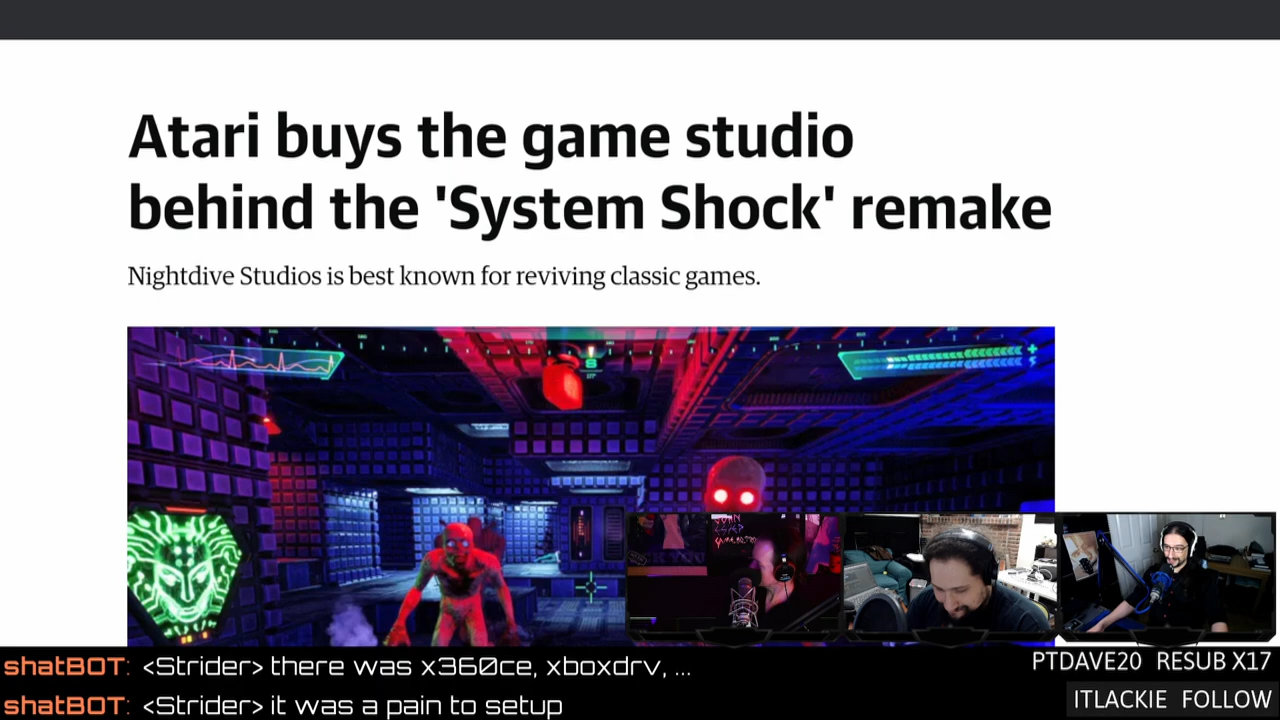 Atari buys the game studio
behind the 'System Shock' remake
Nightdive Studios is best known for reviving classic games.
shatBOT: <Strider> there was x360ce, xboxdrv, ...
shatBOT: <Strider> it was a pain to setup
PTDAVE20 RESUB X17
ITLACKIE FOLLOW